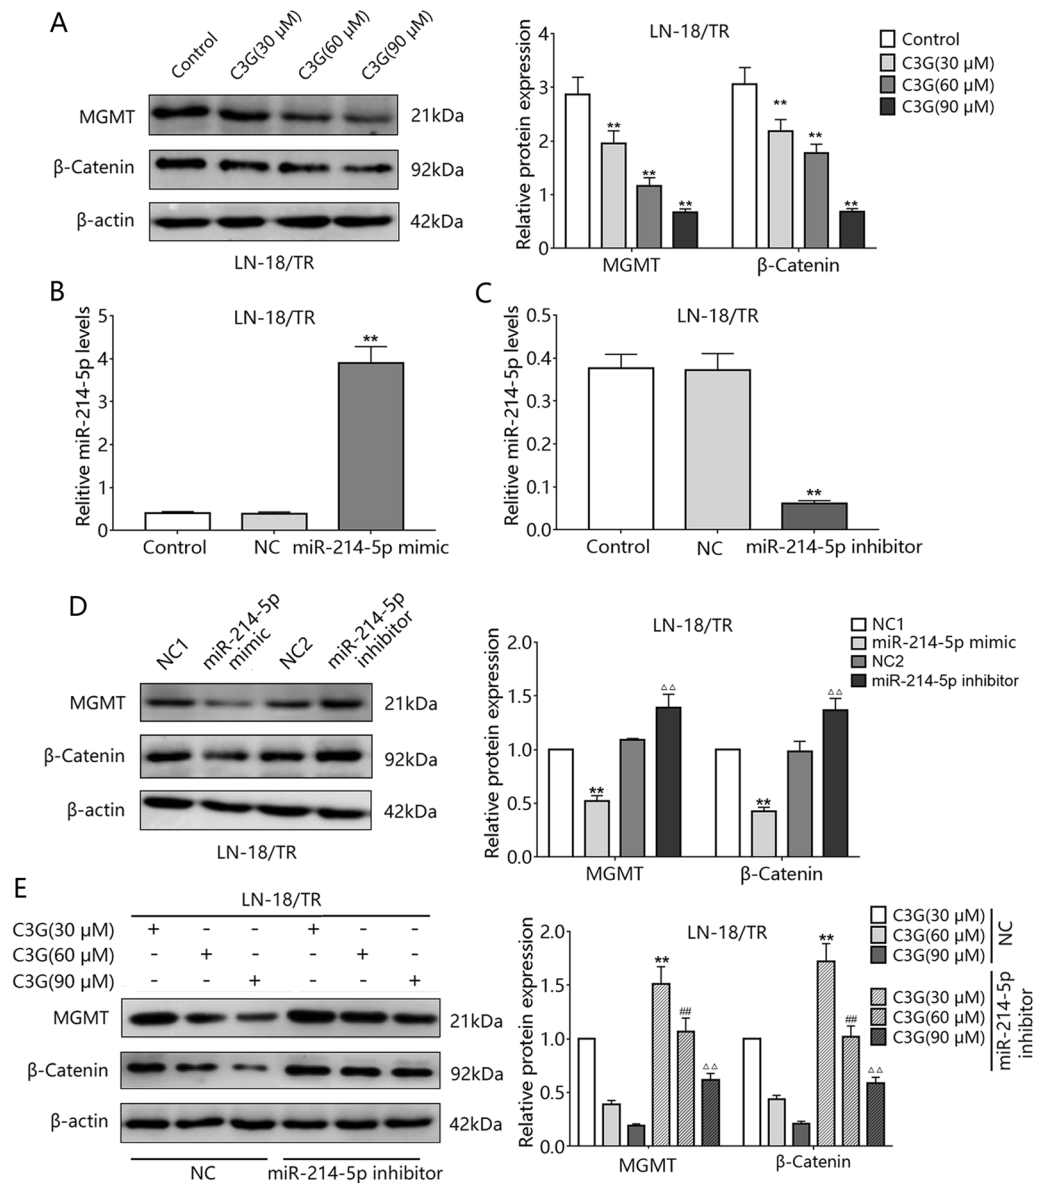 A
Control
C3G(30 μM)
C3G(60 μM)
C3G(90 μM)
MGMT
21kDa
β-Catenin
92kDa
β-actin
42kDa
LN-18/TR
LN-18/TR
Relative protein expression
4
3
2
1
0
**
**
**
**
**
**
MGMT
β-Catenin
Control
C3G(30 μM)
C3G(60 μM)
C3G(90 μM)
B
LN-18/TR
Relitive miR-214-5p levels
5
4
3
2
1
0
**
Control
NC
miR-214-5p mimic
C
LN-18/TR
Relitive miR-214-5p levels
0.5
0.4
0.3
0.2
0.1
0.0
**
Control
NC
miR-214-5p inhibitor
D
NC1
miR-214-5p
mimic
NC2
miR-214-5p
inhibitor
MGMT
21kDa
β-Catenin
92kDa
β-actin
42kDa
LN-18/TR
LN-18/TR
Relative protein expression
2.0
1.5
1.0
0.5
0.0
**
△△
**
△△
MGMT
β-Catenin
NC1
miR-214-5p mimic
NC2
miR-214-5p inhibitor
E
LN-18/TR
C3G(30 μM) + - - + - -
C3G(60 μM) - + - - + -
C3G(90 μM) - - + - - +
MGMT
21kDa
β-Catenin
92kDa
β-actin
42kDa
NC
miR-214-5p inhibitor
LN-18/TR
Relative protein expression
2.0
1.5
1.0
0.5
0.0
**
##
△△
**
##
△△
MGMT
β-Catenin
C3G(30 μM)
C3G(60 μM)
C3G(90 μM)
NC
C3G(30 μM)
C3G(60 μM)
C3G(90 μM)
miR-214-5p
inhibitor